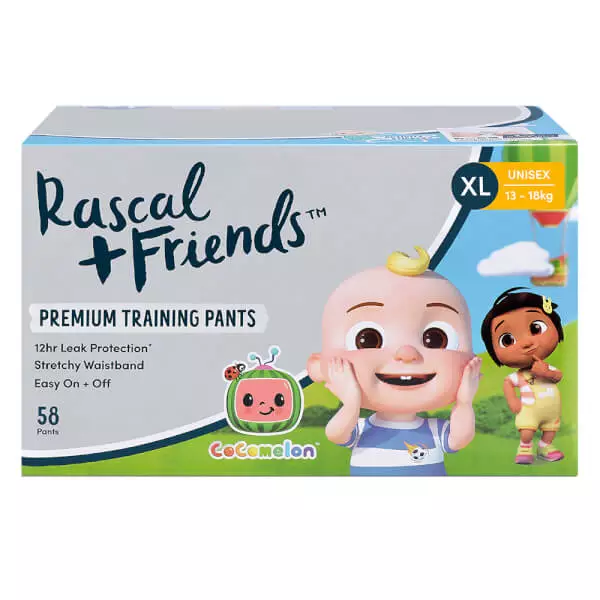 Rascal
+Friends™
PREMIUM TRAINING PANTS
12hr Leak Protection*
Stretchy Waistband
Easy On + Off
58
Pants
CoComelon™
XL
UNISEX
13 - 18kg